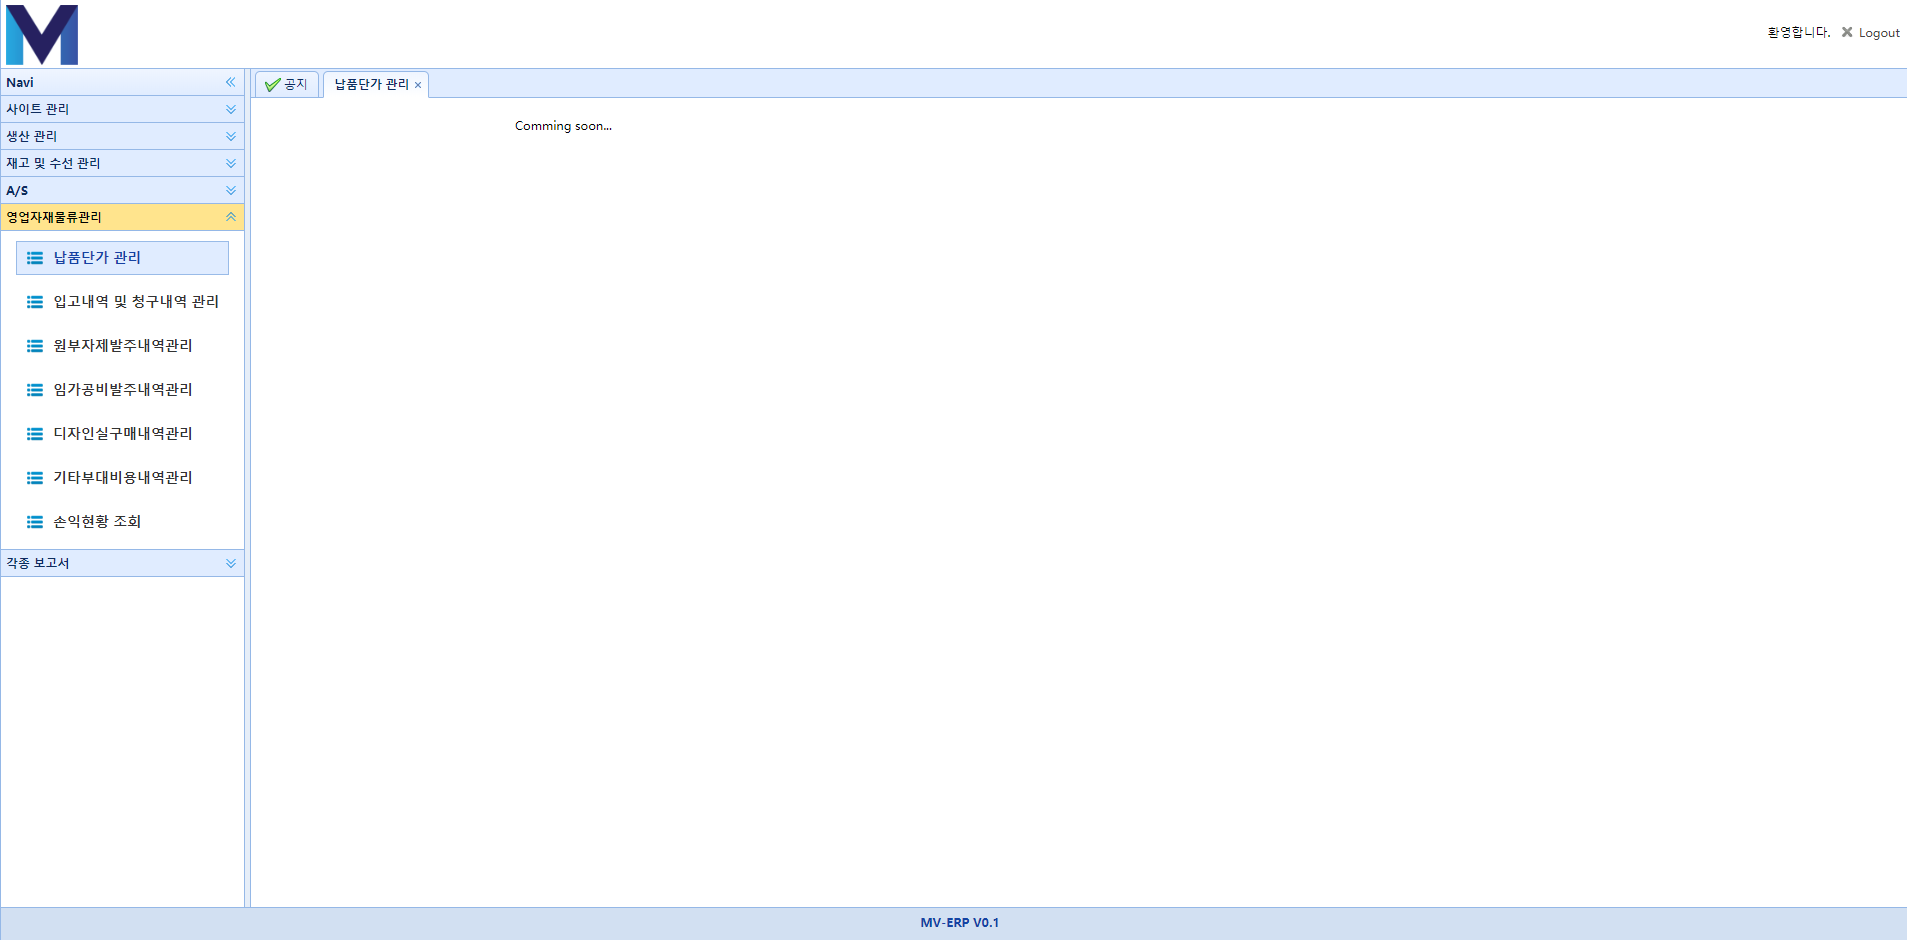 환영합니다. Logout
Navi
사이트 관리
생산 관리
재고 및 수선 관리
A/S
영업자재물류관리
납품단가 관리
입고내역 및 청구내역 관리
원부자제발주내역관리
임가공비발주내역관리
디자인실구매내역관리
기타부대비용내역관리
손익현황 조회
각종 보고서
공지
납품단가 관리
Comming soon...
MV-ERP V0.1